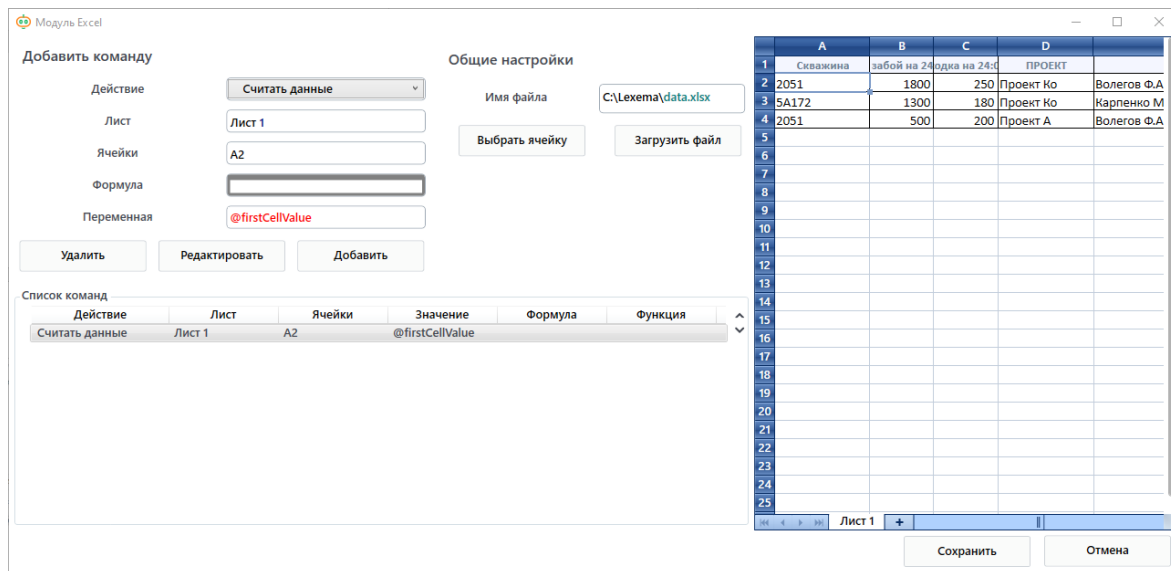 Модуль Excel
Добавить команду
Действие
Считать данные
Лист
Лист 1
Ячейки
A2
Формула
Переменная
@firstCellValue
Удалить Редактировать Добавить
Общие настройки
Имя файла
C:\Lexema\data.xlsx
Выбрать ячейку Загрузить файл
Список команд
Действие Лист Ячейки Значение Формула Функция
Считать данные Лист 1 A2 @firstCellValue
A B C D
1 Скважина забой на 24 одка на 24:0 ПРОЕКТ
2 2051 1800 250 Проект Ко Волегов Ф.А
3 5A172 1300 180 Проект Ко Карпенко М
4 2051 500 200 Проект А Волегов Ф.А
5
6
7
8
9
10
11
12
13
14
15
16
17
18
19
20
21
22
23
24
25
Лист 1 +
Сохранить Отмена